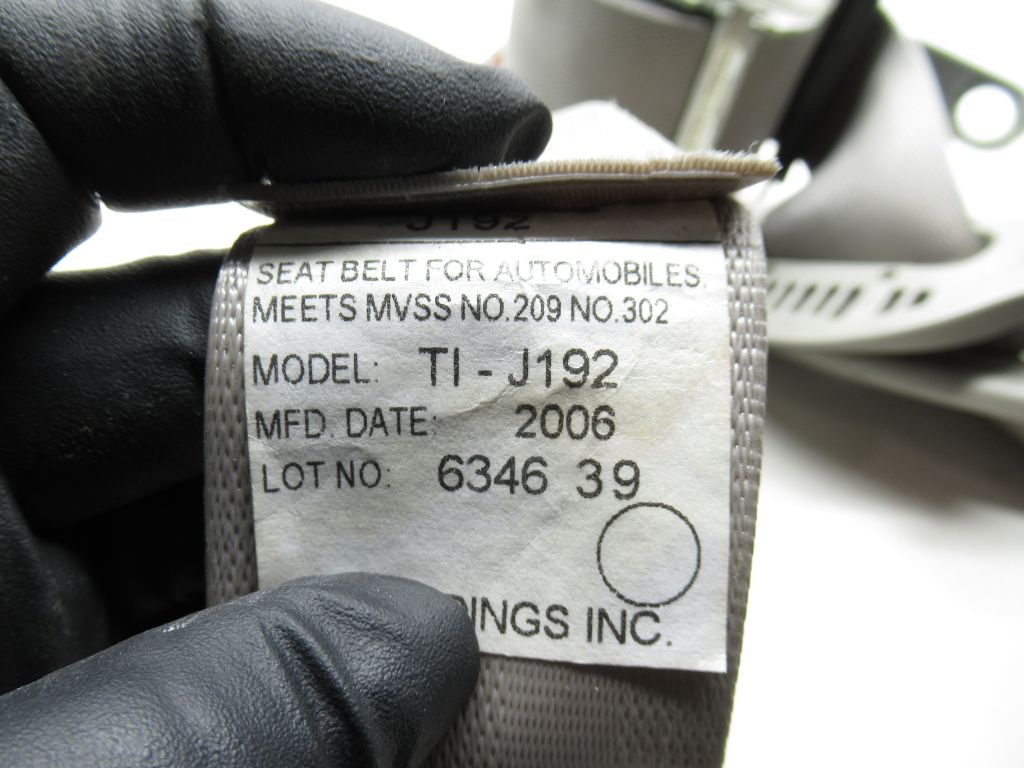 J192
SEAT BELT FOR AUTOMOBILES.
MEETS MVSS NO.209 NO.302
MODEL: TI - J192
MFD. DATE: 2006
LOT NO: 6346 39
INC.